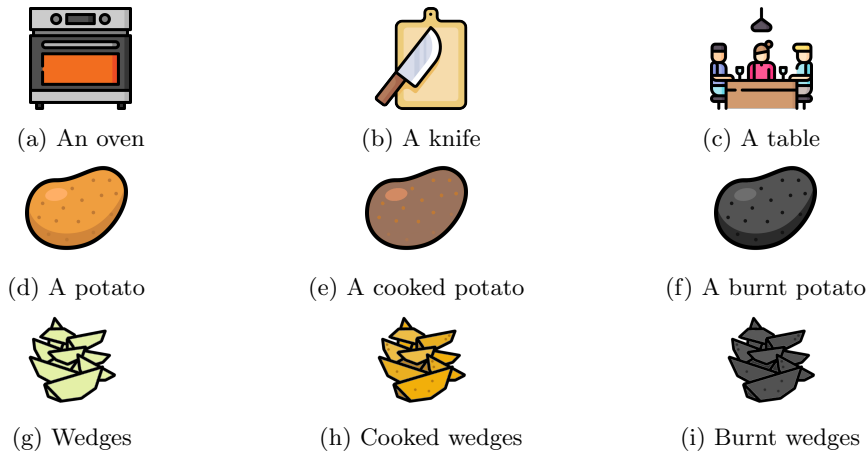 (a) An oven
(b) A knife
(c) A table
(d) A potato
(e) A cooked potato
(f) A burnt potato
(g) Wedges
(h) Cooked wedges
(i) Burnt wedges